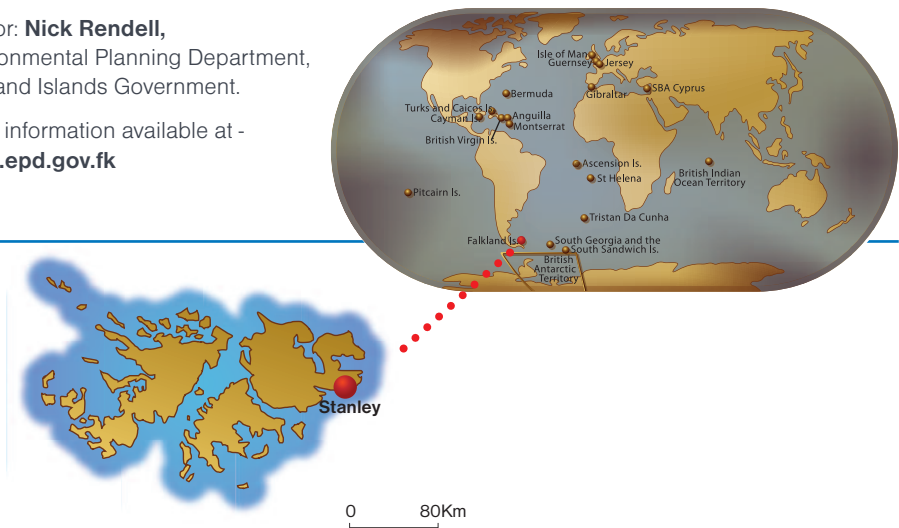 or: Nick Rendell,
onmental Planning Department,
and Islands Government.
information available at -
.epd.gov.fk
Isle of Man
Guernsey
Jersey
Gibraltar
SBA Cyprus
Bermuda
Turks and Caicos Is.
Cayman Is.
Anguilla
Montserrat
British Virgin Is.
Ascension Is.
St Helena
British Indian
Ocean Territory
Pitcairn Is.
Tristan Da Cunha
Falkland Is.
South Georgia and the
South Sandwich Is.
British
Antarctic
Territory
Stanley
0 80Km